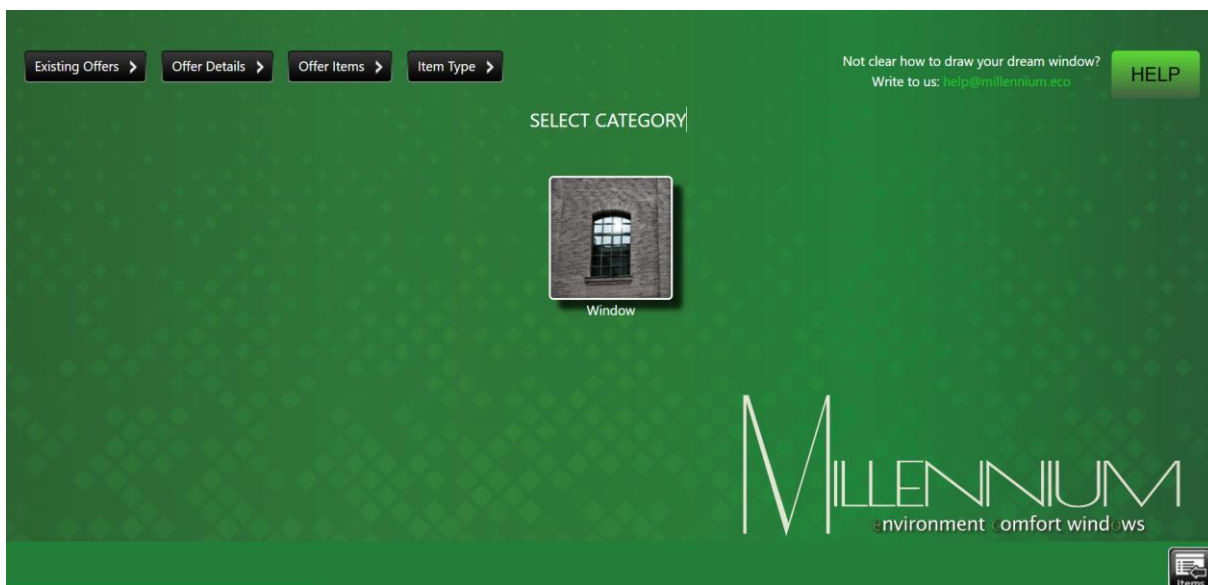 Existing Offers
Offer Details
Offer Items
Item Type
Not clear how to draw your dream window?
Write to us: help@millennium.eco
HELP
SELECT CATEGORY
Window
MILLENNIUM
environment comfort windows
Items